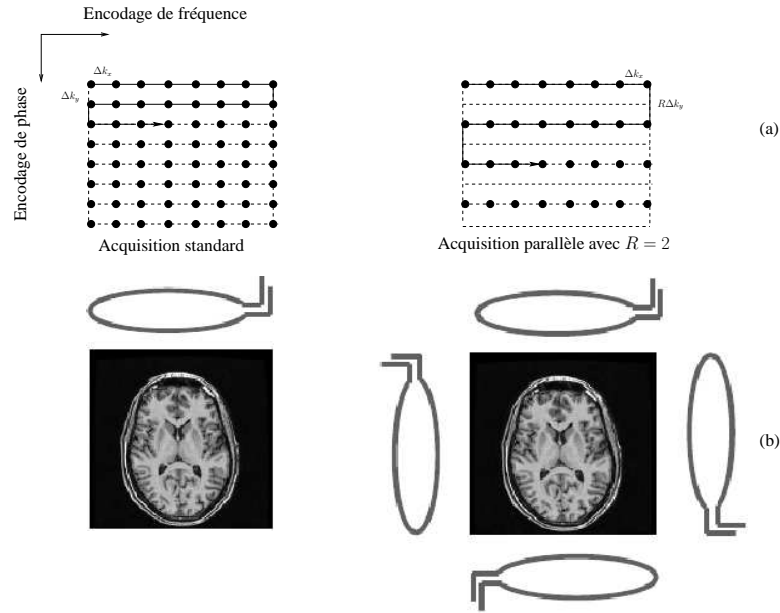 Encodage de fréquence
Encodage de phase
Δk_x
Δk_y
Δk_x
RΔk_y
(a)
Acquisition standard
Acquisition parallèle avec R = 2
(b)